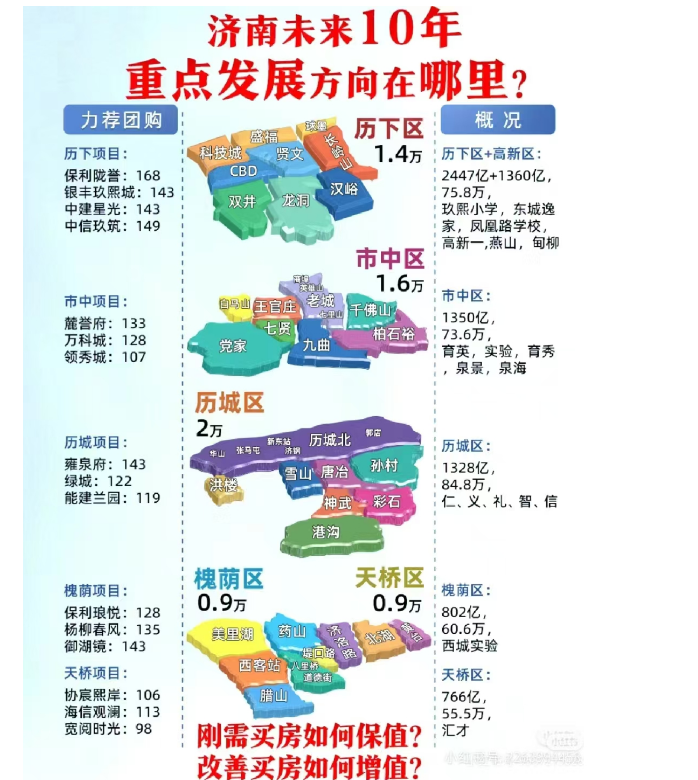 济南未来10年
重点发展方向在哪里？
力荐团购
历下项目：
保利陇誉：168
银丰玖熙城：143
中建星光：143
中信玖筑：149
市中项目：
麓誉府：133
万科城：128
领秀城：107
历城项目：
雍泉府：143
绿城：122
能建兰园：119
槐荫项目：
保利琅悦：128
杨柳春风：135
御湖镜：143
天桥项目：
协宸熙岸：106
海信观澜：113
宽阅时光：98
历下区
1.4万
盛福
科技城
贤文
长岭山
CBD
汉峪
双井
龙洞
市中区
1.6万
英雄山
白马山
王官庄
老城
七里山
千佛山
七贤
柏石裕
党家
九曲
历城区
2万
郭店
新东站
历城北
华山
张马屯
济钢
雪山
唐冶
孙村
洪楼
神武
彩石
港沟
槐荫区
0.9万
天桥区
0.9万
美里湖
药山
济洛路
北湖
堤口路
西客站
八里桥
道德街
腊山
概 况
历下区+高新区：
2447亿+1360亿，
75.8万，
玖熙小学，东城逸
家，凤凰路学校，
高新一,燕山，甸柳
市中区：
1350亿，
73.6万，
育英，实验，育秀
，泉景，泉海
历城区：
1328亿，
84.8万，
仁、义、礼、智、信
槐荫区：
802亿，
60.6万，
西城实验
天桥区：
766亿，
55.5万，
汇才
刚需买房如何保值？
改善买房如何增值？
小红书号：